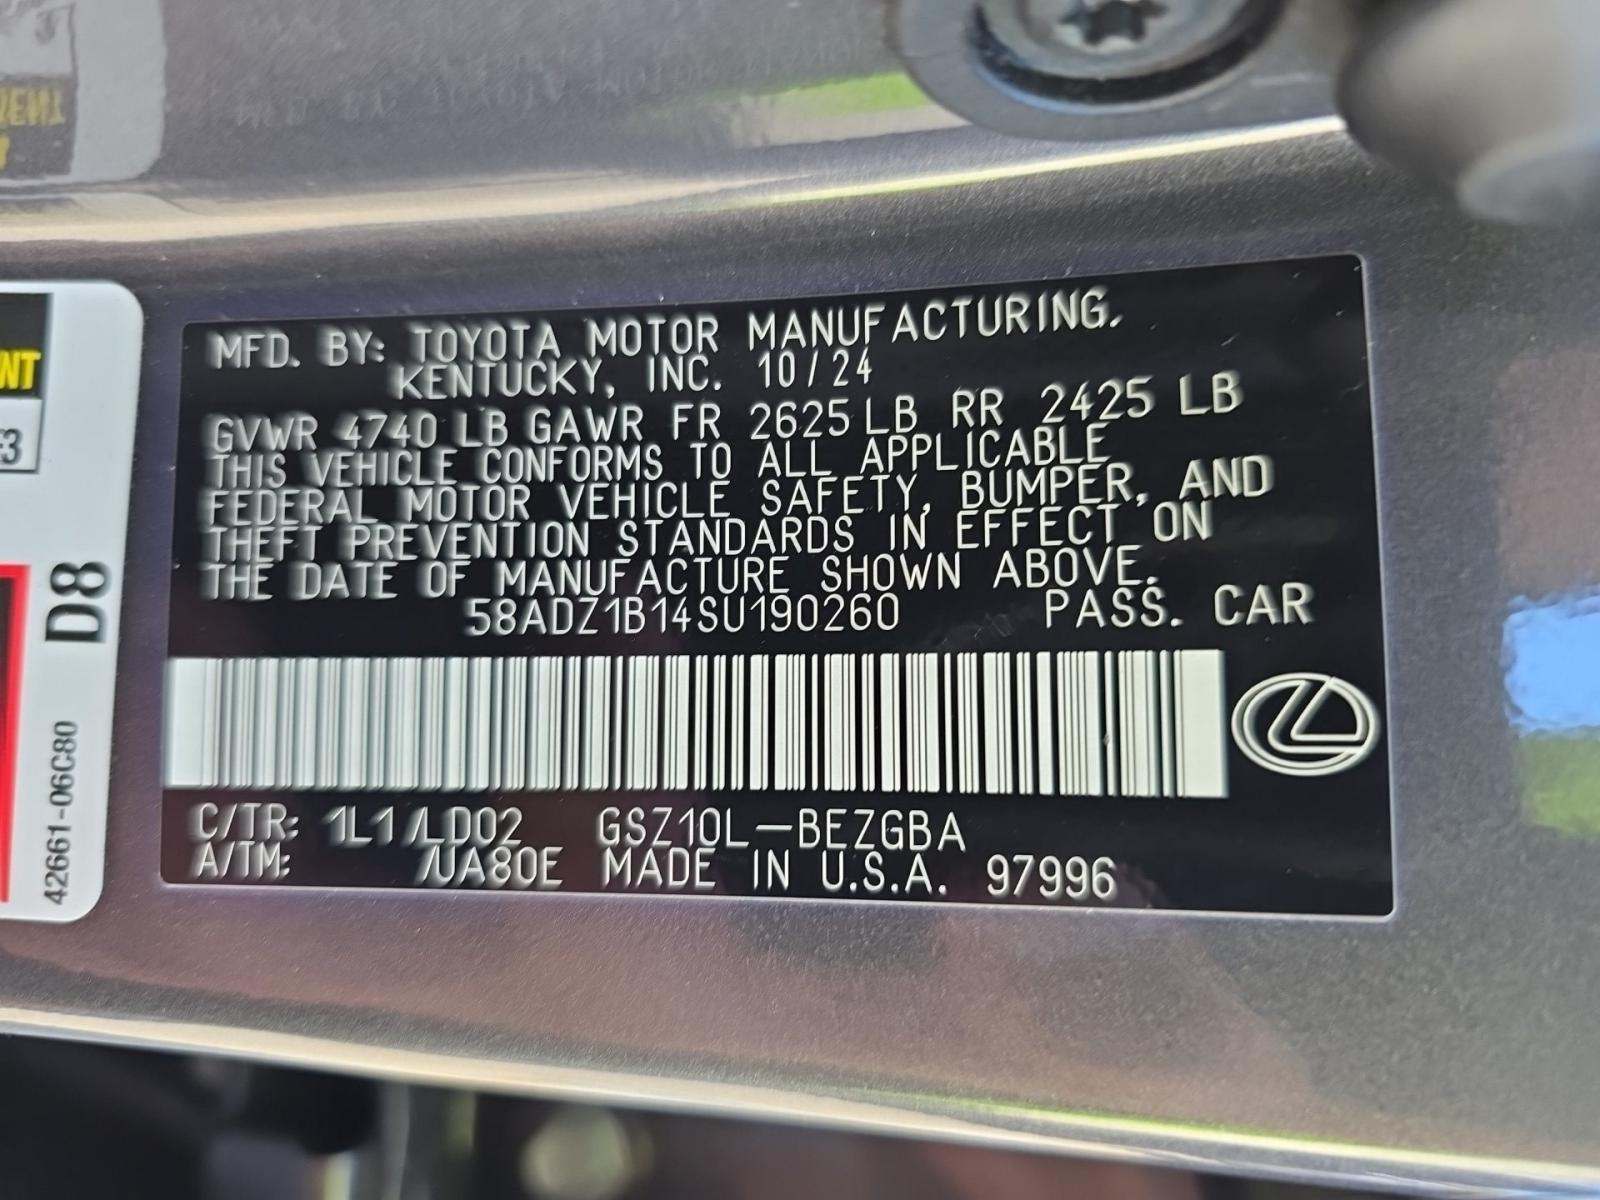 MFD. BY: TOYOTA MOTOR MANUFACTURING.
KENTUCKY, INC. 10/24
GVWR 4740 LB GAWR FR 2625 LB RR 2425 LB
THIS VEHICLE CONFORMS TO ALL APPLICABLE
FEDERAL MOTOR VEHICLE SAFETY, BUMPER, AND
THEFT PREVENTION STANDARDS IN EFFECT ON
THE DATE OF MANUFACTURE SHOWN ABOVE.
58ADZ1B14SU190260 PASS. CAR
C/TR: 1L1/LD02 GSZ10L-BEZGBA
A/TM: /UA80E MADE IN U.S.A. 97996
D8
42661-06C80